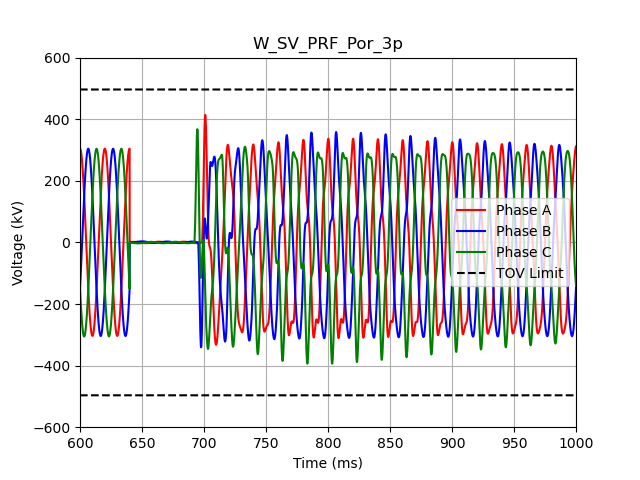 W_SV_PRF_Por_3p
600
400
200
0
−200
−400
−600
Voltage (kV)
Phase A
Phase B
Phase C
TOV Limit
600 650 700 750 800 850 900 950 1000
Time (ms)